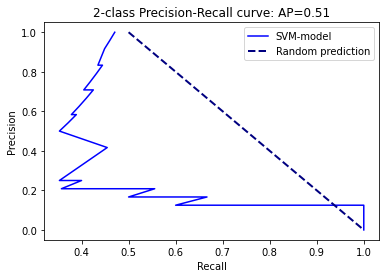 2-class Precision-Recall curve: AP=0.51
SVM-model
Random prediction
Precision
1.0
0.8
0.6
0.4
0.2
0.0
0.4 0.5 0.6 0.7 0.8 0.9 1.0
Recall